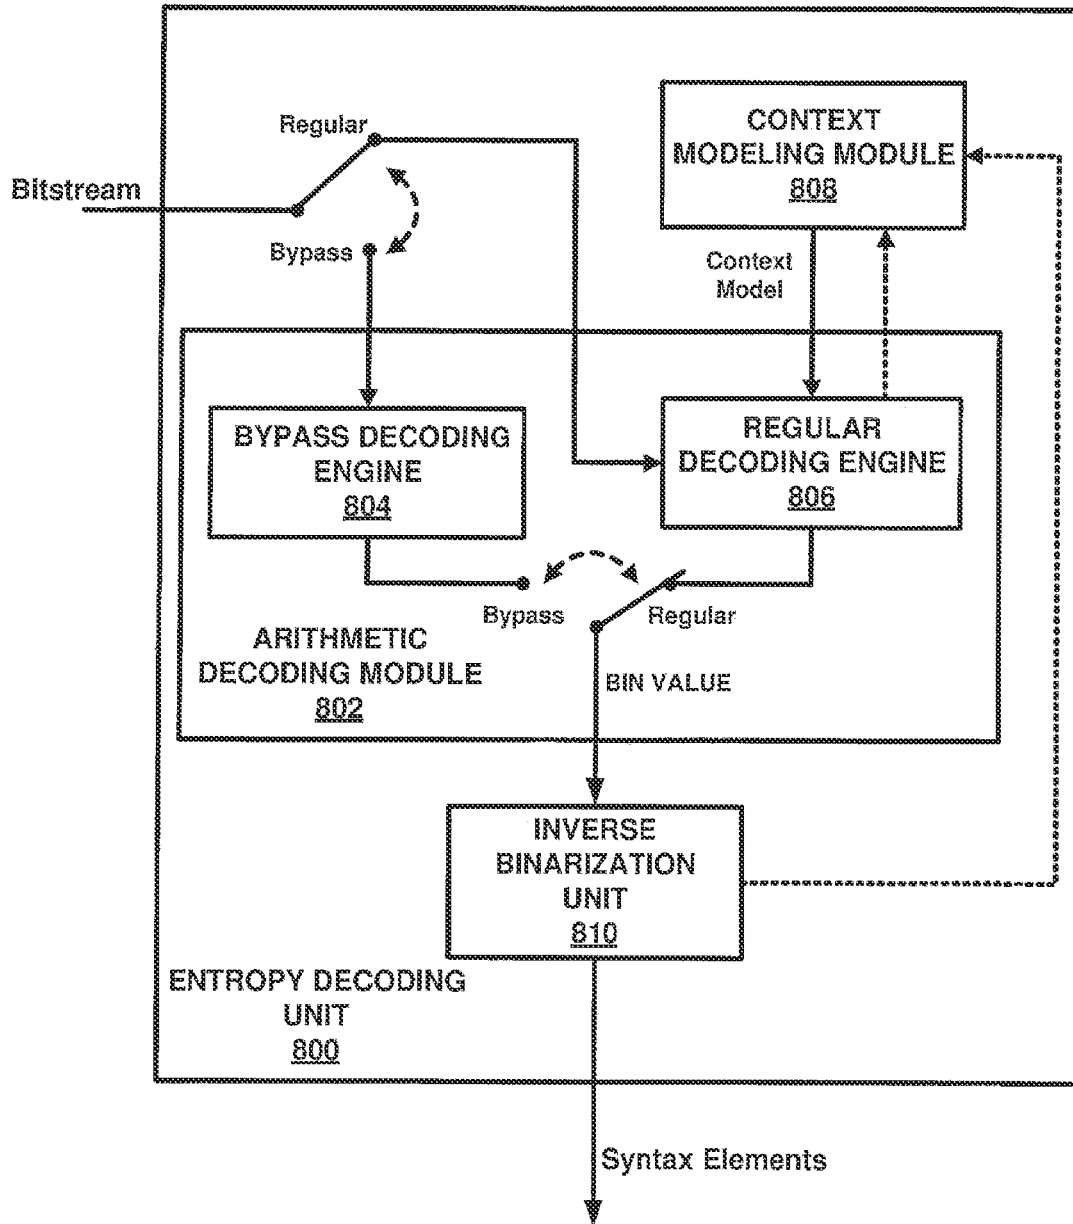 Regular
Bitstream
Bypass
CONTEXT
MODELING MODULE
808
Context
Model
BYPASS DECODING
ENGINE
804
REGULAR
DECODING ENGINE
806
Bypass
Regular
ARITHMETIC
DECODING MODULE
802
BIN VALUE
INVERSE
BINARIZATION
UNIT
810
ENTROPY DECODING
UNIT
800
Syntax Elements